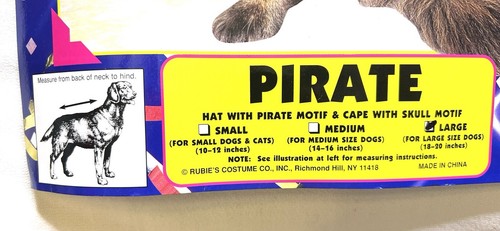 Measure from back of neck to hind.
PIRATE
HAT WITH PIRATE MOTIF & CAPE WITH SKULL MOTIF
SMALL
(FOR SMALL DOGS & CATS)
(10-12 inches)
MEDIUM
(FOR MEDIUM SIZE DOGS)
(14-16 inches)
LARGE
(FOR LARGE SIZE DOGS)
(18-20 inches)
NOTE: See illustration at left for measuring instructions.
© RUBIE'S COSTUME CO., INC., Richmond Hill, NY 11418
MADE IN CHINA